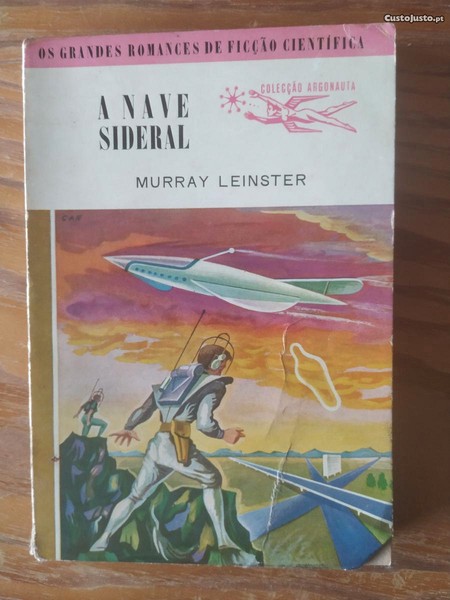 CustoJusto.pt
OS GRANDES ROMANCES DE FICÇÃO CIENTÍFICA
COLECÇÃO ARGONAUTA
A NAVE
SIDERAL
MURRAY LEINSTER